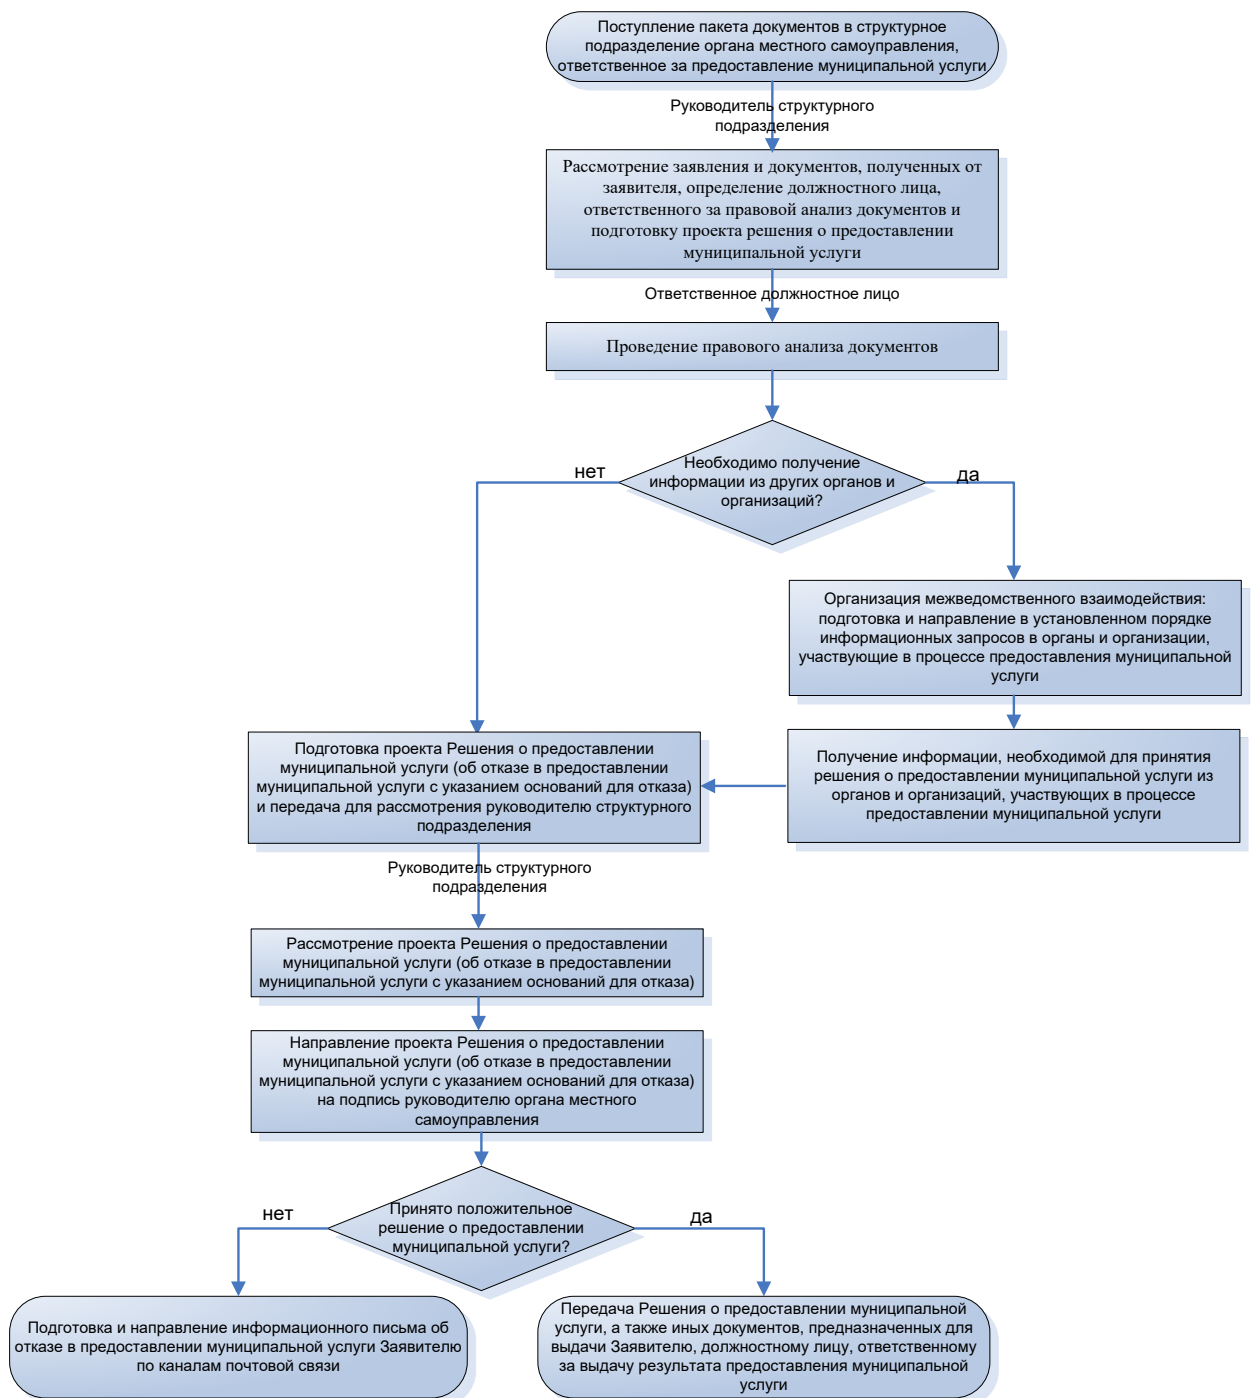 Поступление пакета документов в структурное
подразделение органа местного самоуправления,
ответственное за предоставление муниципальной услуги
Руководитель структурного
подразделения
Рассмотрение заявления и документов, полученных от
заявителя, определение должностного лица,
ответственного за правовой анализ документов и
подготовку проекта решения о предоставлении
муниципальной услуги
Ответственное должностное лицо
Проведение правового анализа документов
Необходимо получение
информации из других органов и
организаций?
нет
да
Организация межведомственного взаимодействия:
подготовка и направление в установленном порядке
информационных запросов в органы и организации,
участвующие в процессе предоставления муниципальной
услуги
Получение информации, необходимой для принятия
решения о предоставлении муниципальной услуги из
органов и организаций, участвующих в процессе
предоставлении муниципальной услуги
Подготовка проекта Решения о предоставлении
муниципальной услуги (об отказе в предоставлении
муниципальной услуги с указанием оснований для отказа)
и передача для рассмотрения руководителю структурного
подразделения
Руководитель структурного
подразделения
Рассмотрение проекта Решения о предоставлении
муниципальной услуги (об отказе в предоставлении
муниципальной услуги с указанием оснований для отказа)
Направление проекта Решения о предоставлении
муниципальной услуги (об отказе в предоставлении
муниципальной услуги с указанием оснований для отказа)
на подпись руководителю органа местного
самоуправления
Принято положительное
решение о предоставлении
муниципальной услуги?
нет
да
Подготовка и направление информационного письма об
отказе в предоставлении муниципальной услуги Заявителю
по каналам почтовой связи
Передача Решения о предоставлении муниципальной
услуги, а также иных документов, предназначенных для
выдачи Заявителю, должностному лицу, ответственному
за выдачу результата предоставления муниципальной
услуги